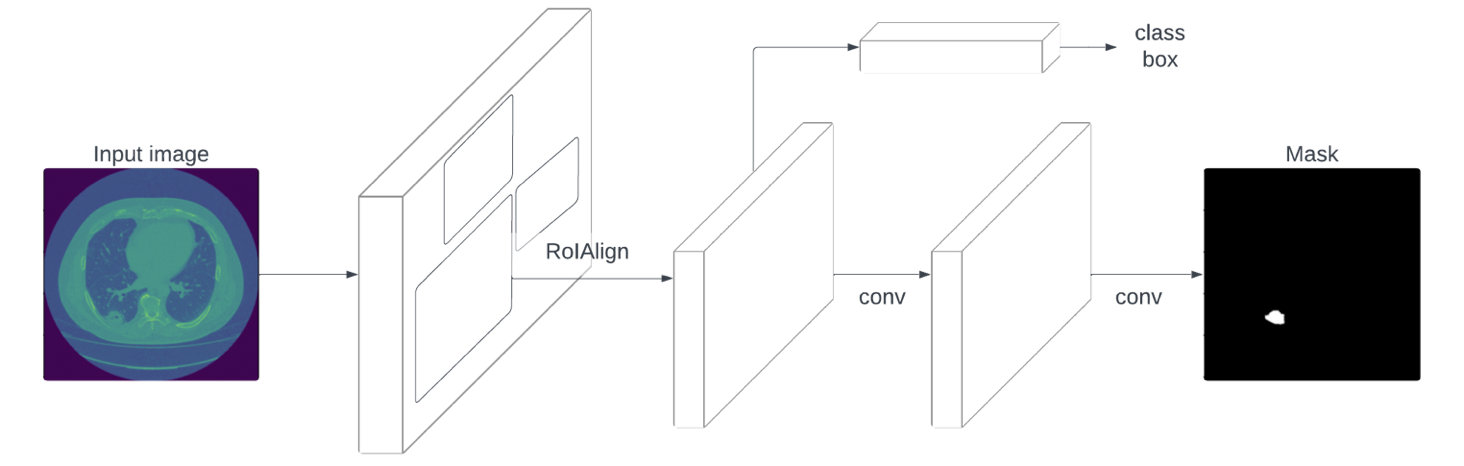 class
box
Input image
Mask
RoIAlign
conv
conv